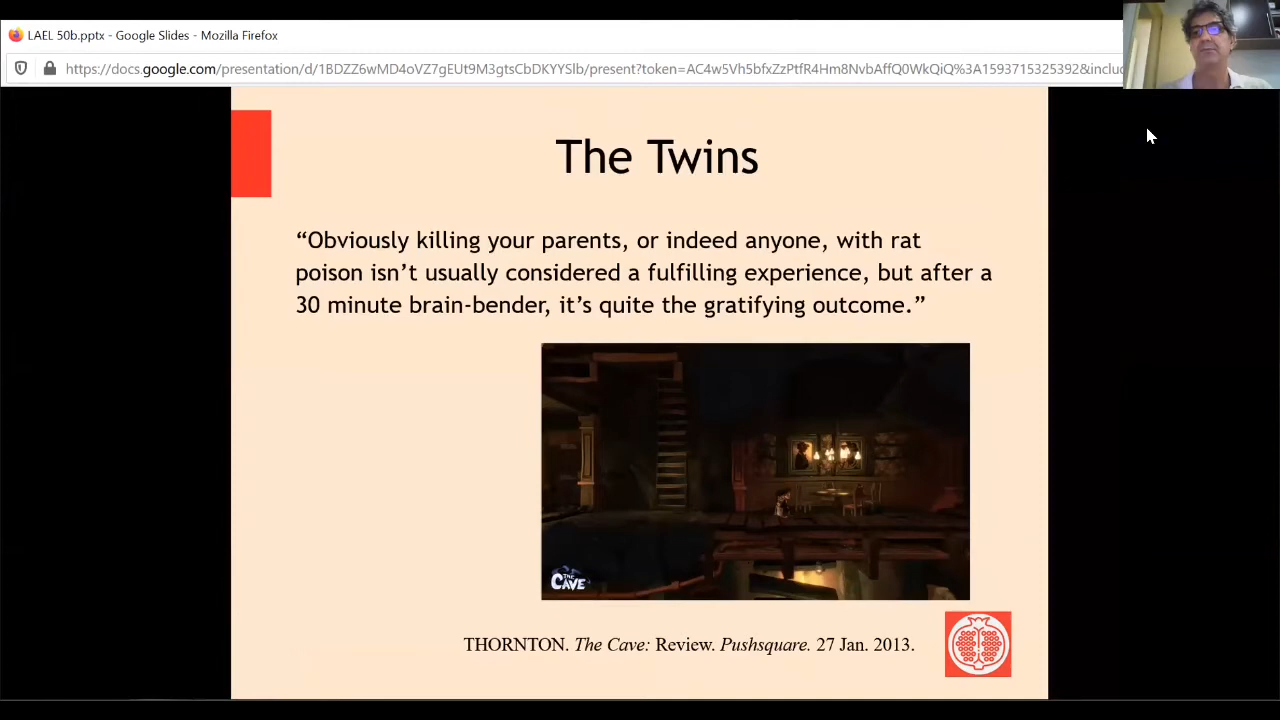 LAEL 50b.pptx - Google Slides - Mozilla Firefox
https://docs.google.com/presentation/d/1BDZZ6wMD4oVZ7gEUt9M3gtsCbDKYYSlb/present?token=AC4w5Vh5bfxZzPtfR4Hm8NvbAffQ0WkQiQ%3A1593715325392&inclu
The Twins
“Obviously killing your parents, or indeed anyone, with rat
poison isn’t usually considered a fulfilling experience, but after a
30 minute brain-bender, it’s quite the gratifying outcome.”
THE
CAVE
THORNTON. The Cave: Review. Pushsquare. 27 Jan. 2013.